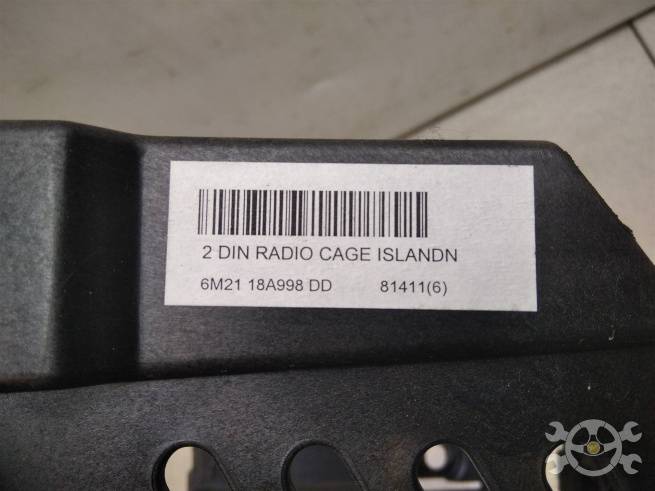 2 DIN RADIO CAGE ISLANDN
6M21 18A998 DD 81411(6)